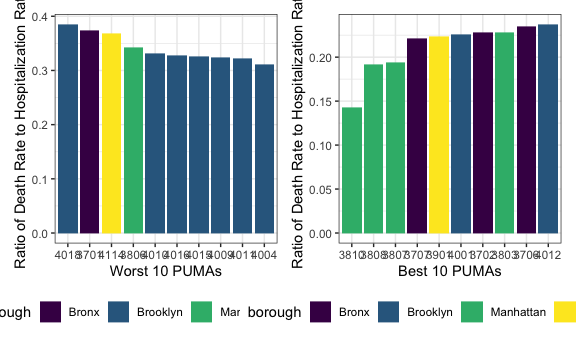 Ratio of Death Rate to Hospitalization Ra
0.4
0.3
0.2
0.1
0.0
4018 3701 4114 3806 4010 4016 4015 4009 4011 4004
Worst 10 PUMAs
Ratio of Death Rate to Hospitalization Ra
0.20
0.15
0.10
0.05
0.00
3810 3808 3807 3707 3901 4001 3702 3803 3706 4012
Best 10 PUMAs
ough Bronx Brooklyn Mar
borough Bronx Brooklyn Manhattan